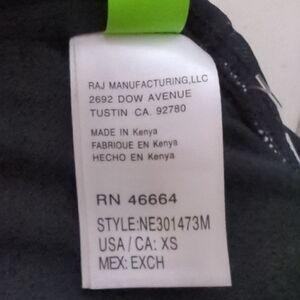 RAJ MANUFACTURING,LLC
2692 DOW AVENUE
TUSTIN CA. 92780
MADE IN Kenya
FABRIQUE EN Kenya
HECHO EN Kenya
RN 46664
STYLE:NE301473M
USA / CA: XS
MEX: EXCH